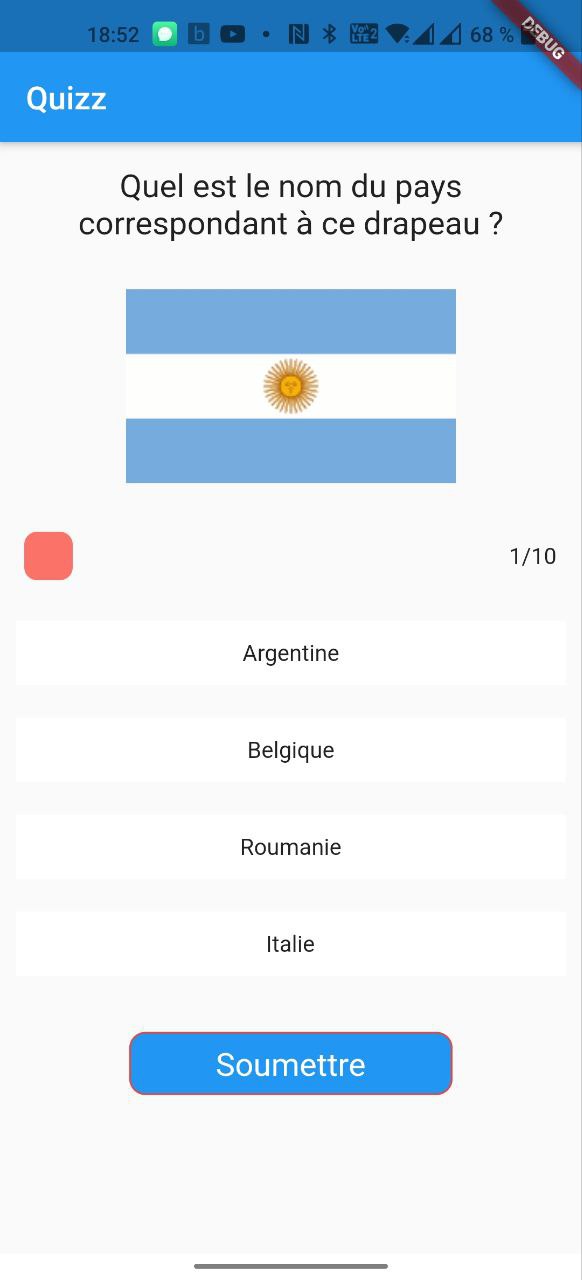 18:52 68 %
DEBUG
Quizz
Quel est le nom du pays
correspondant à ce drapeau ?
1/10
Argentine
Belgique
Roumanie
Italie
Soumettre